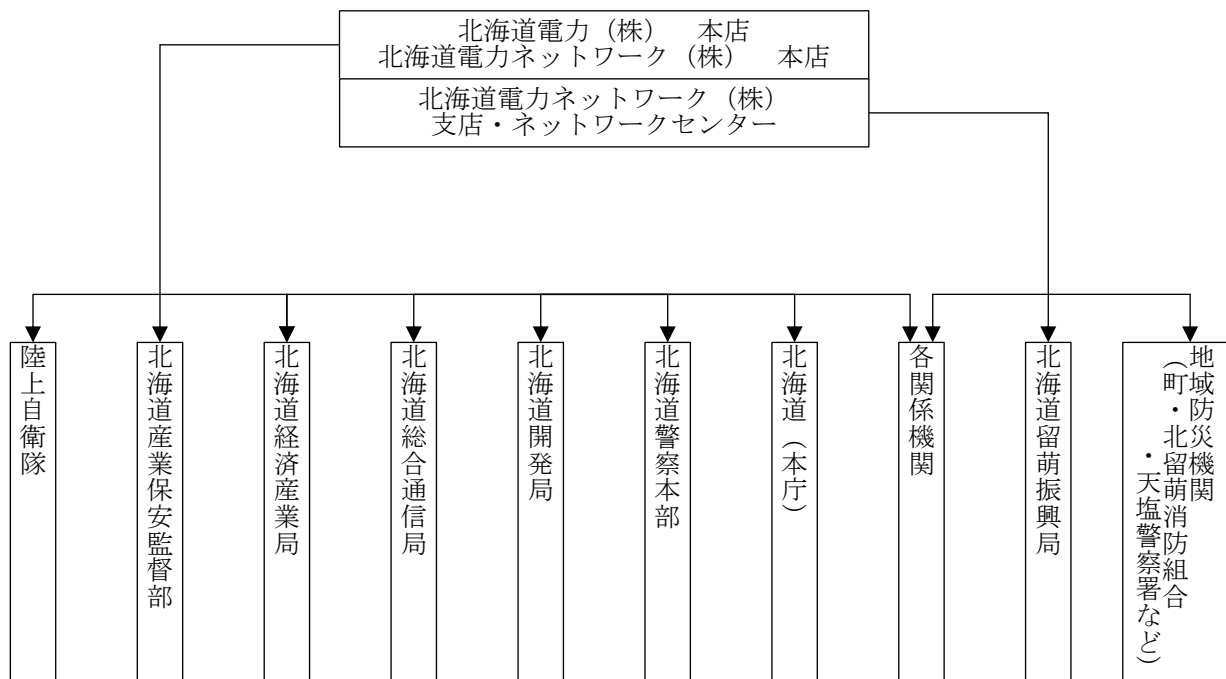 北海道電力（株）　本店
北海道電力ネットワーク（株）　本店
北海道電力ネットワーク（株）
支店・ネットワークセンター
陸上自衛隊
北海道産業保安監督部
北海道経済産業局
北海道総合通信局
北海道開発局
北海道警察本部
北海道（本庁）
各関係機関
北海道留萌振興局
地域防災機関
（町・北留萌消防組合
・天塩警察署など）